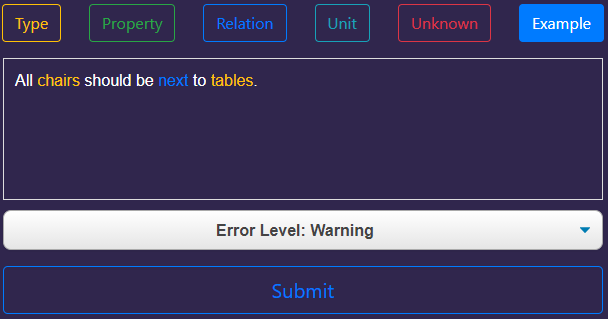 Type Property Relation Unit Unknown Example
All chairs should be next to tables.
Error Level: Warning
Submit